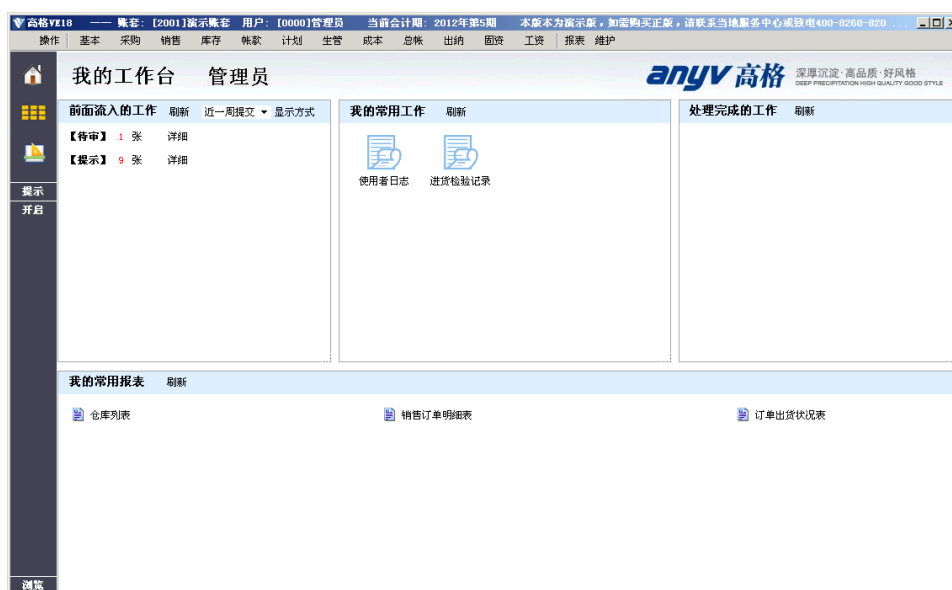 高格YE18 —— 账套: [2001]演示账套 用户: [0000]管理员 当前会计期: 2012年第5期 本版本为演示版，如需购买正版，请联系当地服务中心或致电400-8260-820 ...
操作 基本 采购 销售 库存 帐款 计划 生管 成本 总帐 出纳 固资 工资 报表 维护
我的工作台 管理员
anyv 高格 深厚沉淀·高品质·好风格
DEEP PRECIPITATION HIGH QUALITY GOOD STYLE
前面流入的工作 刷新 近一周提交 显示方式
我的常用工作 刷新
处理完成的工作 刷新
【待审】 1 张 详细
【提示】 9 张 详细
使用者日志 进货检验记录
提示
开启
我的常用报表 刷新
仓库列表 销售订单明细表 订单出货状况表
浏览